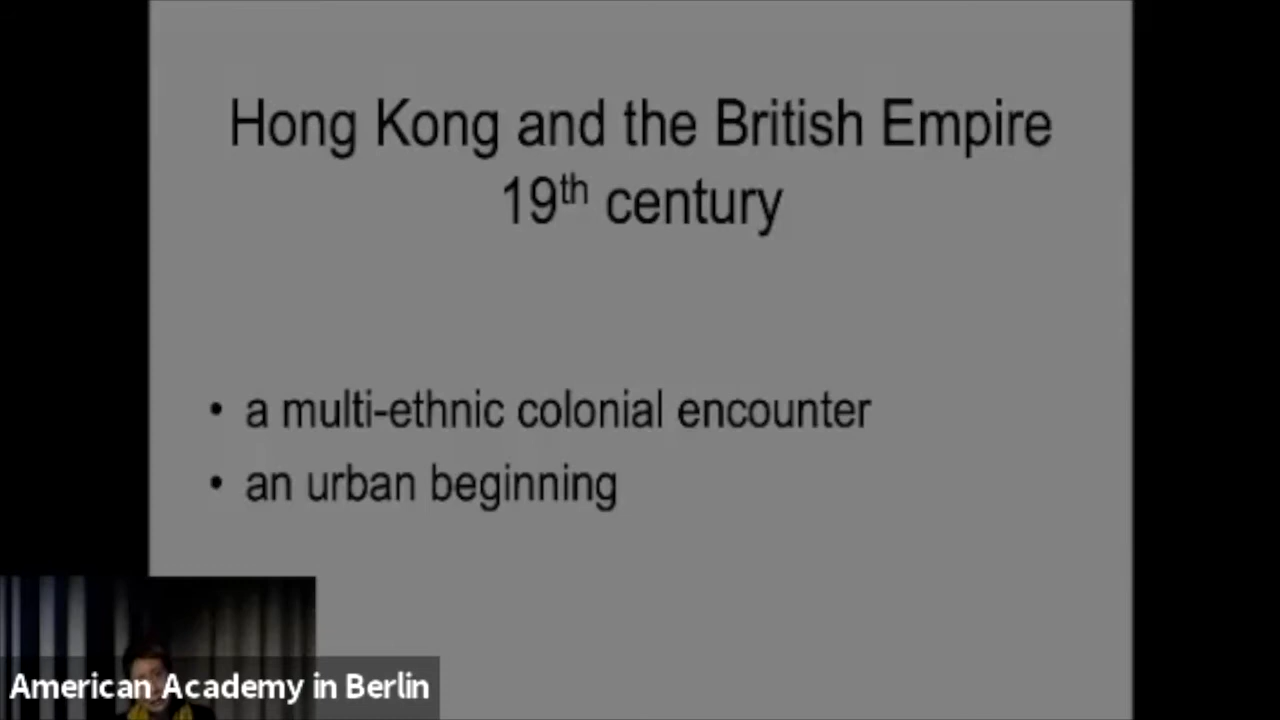 Hong Kong and the British Empire
19th century
• a multi-ethnic colonial encounter
• an urban beginning
American Academy in Berlin